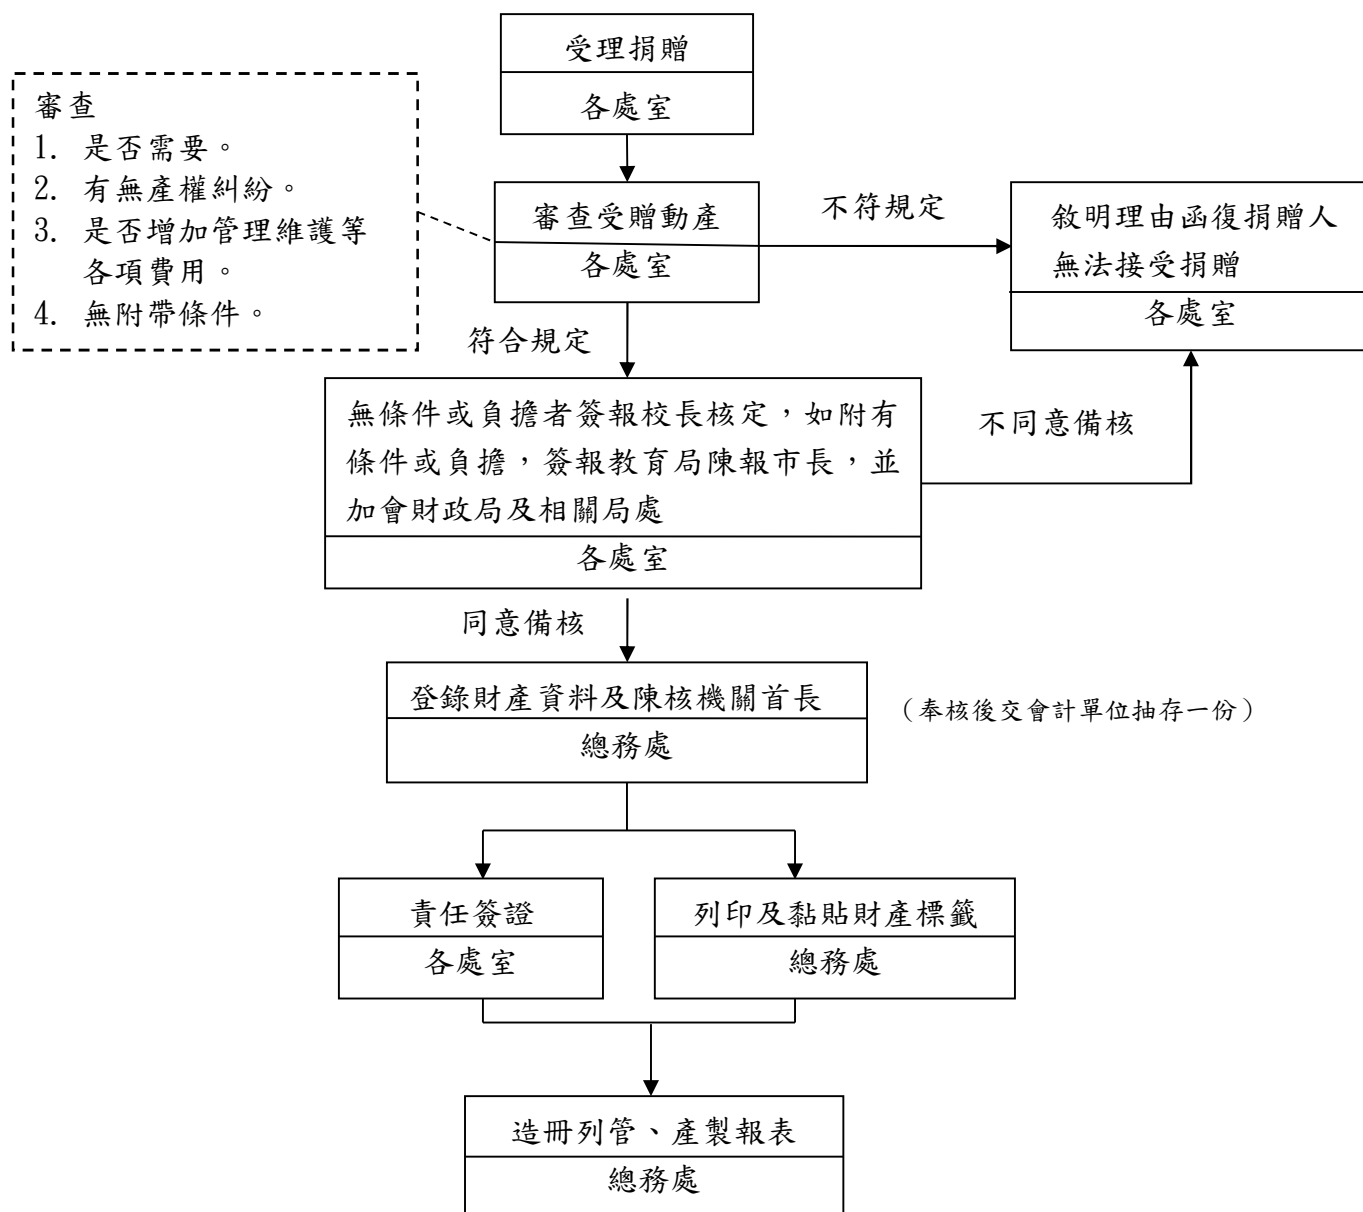 受理捐贈
各處室
審查
1. 是否需要。
2. 有無產權糾紛。
3. 是否增加管理維護等
各項費用。
4. 無附帶條件。
審查受贈動產
各處室
不符規定
敘明理由函復捐贈人
無法接受捐贈
各處室
符合規定
無條件或負擔者簽報校長核定，如附有
條件或負擔，簽報教育局陳報市長，並
加會財政局及相關局處
各處室
不同意備核
同意備核
登錄財產資料及陳核機關首長
總務處
（奉核後交會計單位抽存一份）
責任簽證
各處室
列印及黏貼財產標籤
總務處
造冊列管、產製報表
總務處